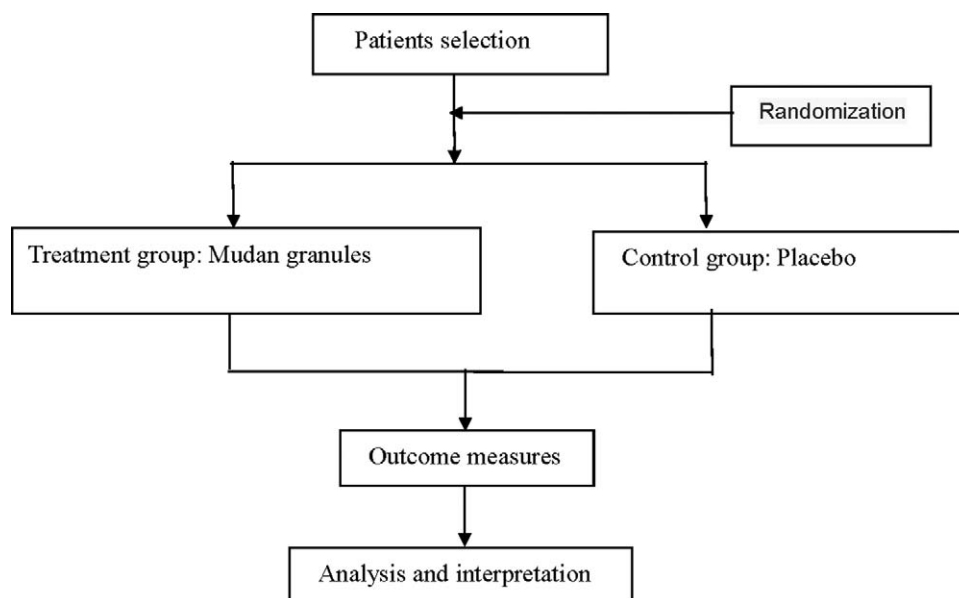 Patients selection
Randomization
Treatment group: Mudan granules
Control group: Placebo
Outcome measures
Analysis and interpretation